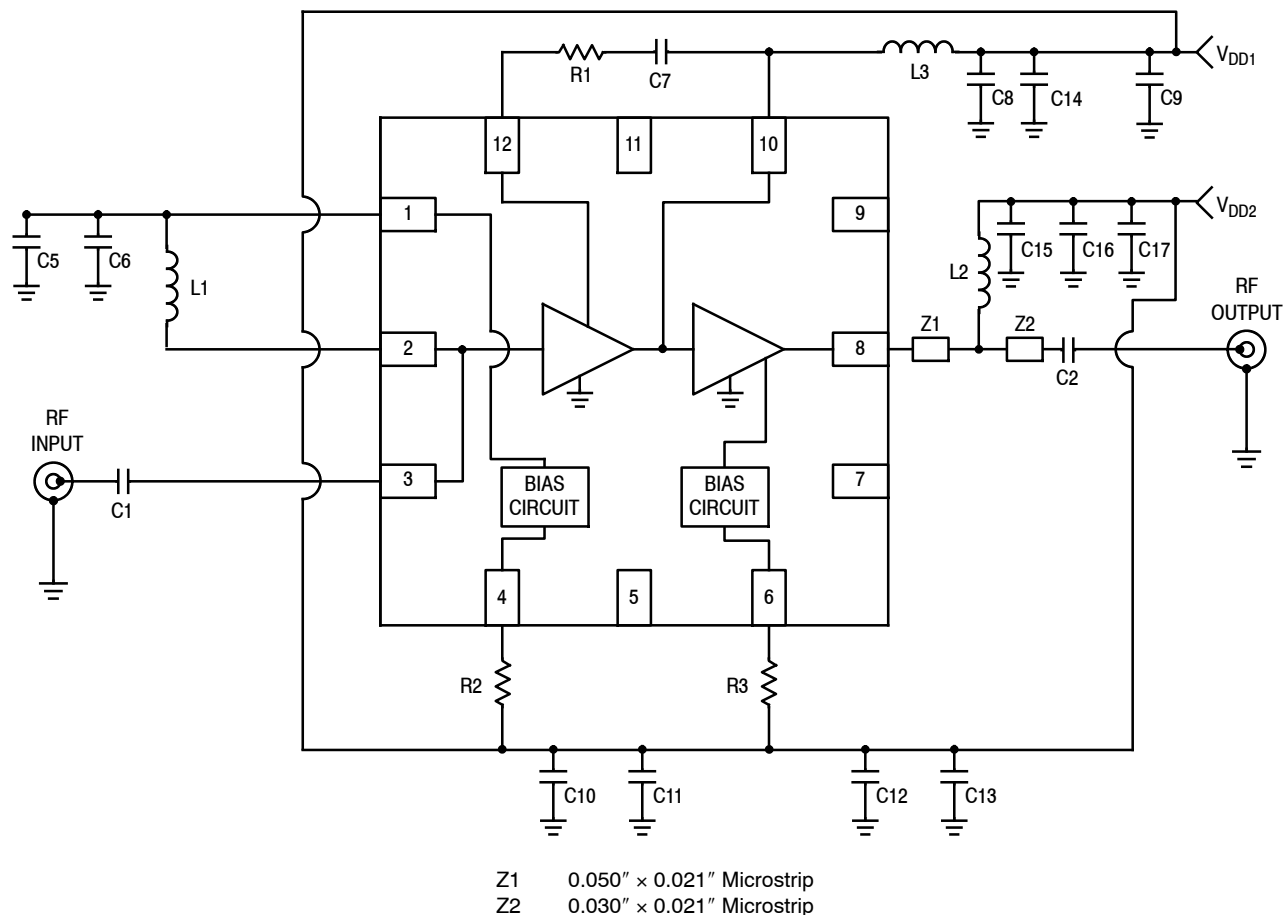 R1
C7
L3
C8
C14
C9
VDD1
12
11
10
1
9
C5
C6
L1
C15
C16
C17
VDD2
L2
RF
OUTPUT
2
8
Z1
Z2
C2
RF
INPUT
C1
3
BIAS
CIRCUIT
BIAS
CIRCUIT
7
4
5
6
R2
R3
C10
C11
C12
C13
Z1 0.050″ × 0.021″ Microstrip
Z2 0.030″ × 0.021″ Microstrip